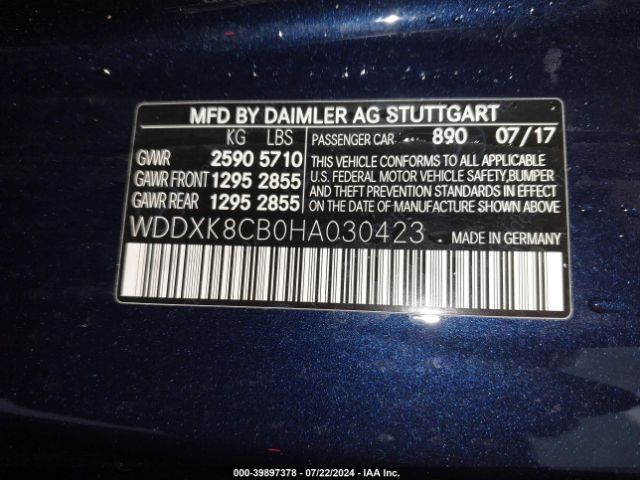 MFD BY DAIMLER AG STUTTGART
KG LBS
GVWR 2590 5710
GAWR FRONT 1295 2855
GAWR REAR 1295 2855
PASSENGER CAR 890 07/17
THIS VEHICLE CONFORMS TO ALL APPLICABLE
U.S. FEDERAL MOTOR VEHICLE SAFETY,BUMPER
AND THEFT PREVENTION STANDARDS IN EFFECT
ON THE DATE OF MANUFACTURE SHOWN ABOVE.
WDDXK8CB0HA030423 MADE IN GERMANY
000-39897378 - 07/22/2024 - IAA Inc.